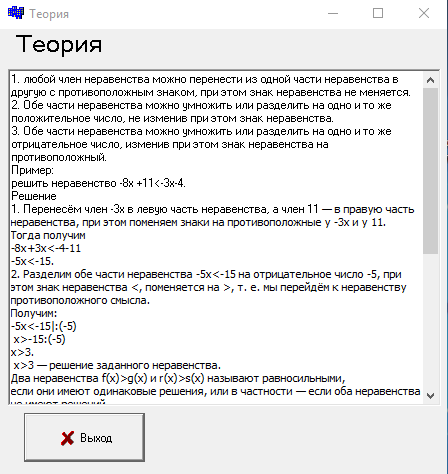 Теория
Теория
1. любой член неравенства можно перенести из одной части неравенства в
другую с противоположным знаком, при этом знак неравенства не меняется.
2. Обе части неравенства можно умножить или разделить на одно и то же
положительное число, не изменив при этом знак неравенства.
3. Обе части неравенства можно умножить или разделить на одно и то же
отрицательное число, изменив при этом знак неравенства на
противоположный.
Пример:
решить неравенство -8x +11<-3x-4.
Решение
1. Перенесём член -3x в левую часть неравенства, а член 11 — в правую часть
неравенства, при этом поменяем знаки на противоположные у -3x и у 11.
Тогда получим
-8x+3x<-4-11
-5x<-15.
2. Разделим обе части неравенства -5x<-15 на отрицательное число -5, при
этом знак неравенства <, поменяется на >, т. е. мы перейдём к неравенству
противоположного смысла.
Получим:
-5x<-15|:(-5)
x>-15:(-5)
x>3.
x>3 — решение заданного неравенства.
Два неравенства f(x)>g(x) и r(x)>s(x) называют равносильными,
если они имеют одинаковые решения, или в частности — если оба неравенства
не имеют решений
Выход